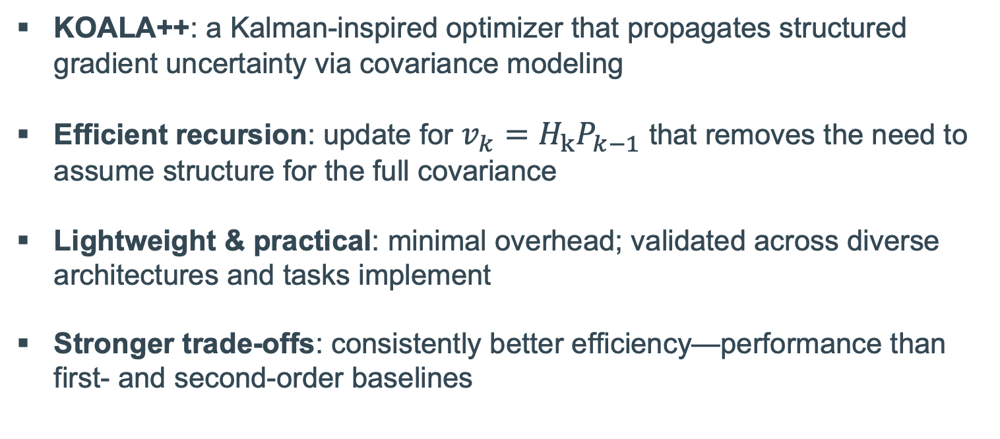 ▪ KOALA++: a Kalman-inspired optimizer that propagates structured
gradient uncertainty via covariance modeling
▪ Efficient recursion: update for $v_k = H_{\mathrm{k}}P_{k-1}$ that removes the need to
assume structure for the full covariance
▪ Lightweight & practical: minimal overhead; validated across diverse
architectures and tasks implement
▪ Stronger trade-offs: consistently better efficiency—performance than
first- and second-order baselines